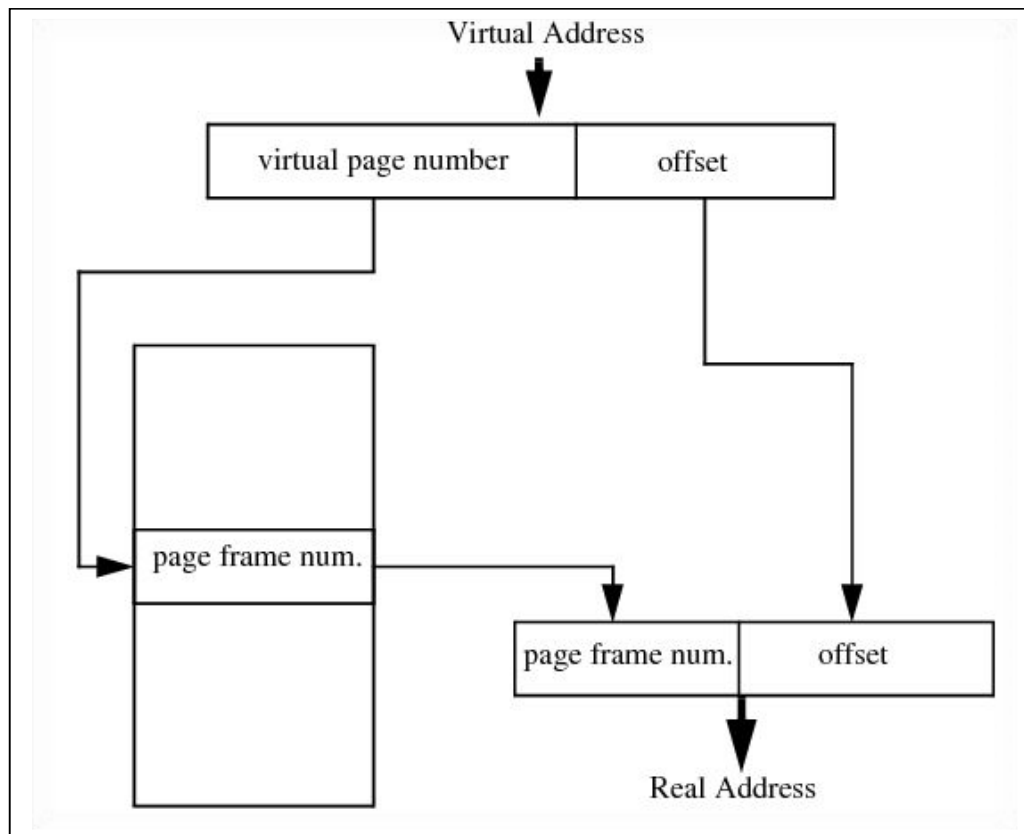 Virtual Address
virtual page number
offset
page frame num.
page frame num.
offset
Real Address